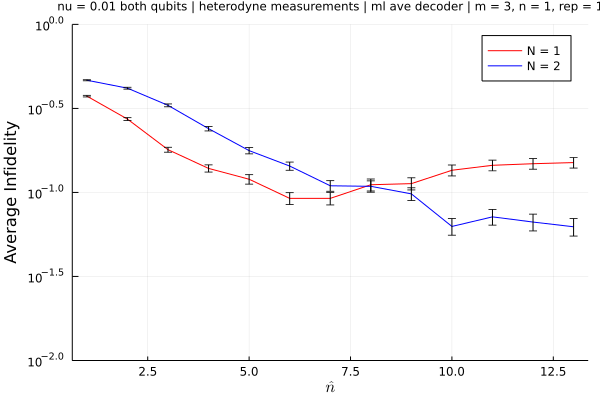 nu = 0.01 both qubits | heterodyne measurements | ml ave decoder | m = 3, n = 1, rep = 1
N = 1
N = 2
Average Infidelity
10^0.0
10^−0.5
10^−1.0
10^−1.5
10^−2.0
2.5 5.0 7.5 10.0 12.5
n̂